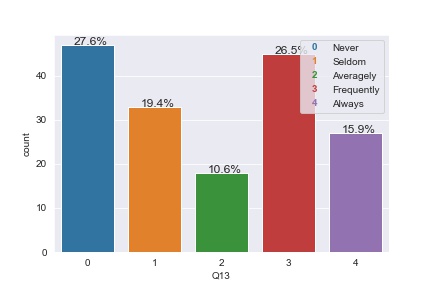 27.6%
19.4%
10.6%
26.5%
15.9%
0 Never
1 Seldom
2 Averagely
3 Frequently
4 Always
count
40
30
20
10
0
0 1 2 3 4
Q13